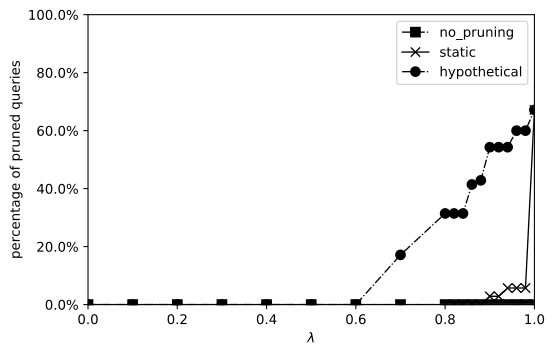 100.0%
80.0%
60.0%
40.0%
20.0%
0.0%
percentage of pruned queries
no_pruning
static
hypothetical
0.0 0.2 0.4 0.6 0.8 1.0
λ